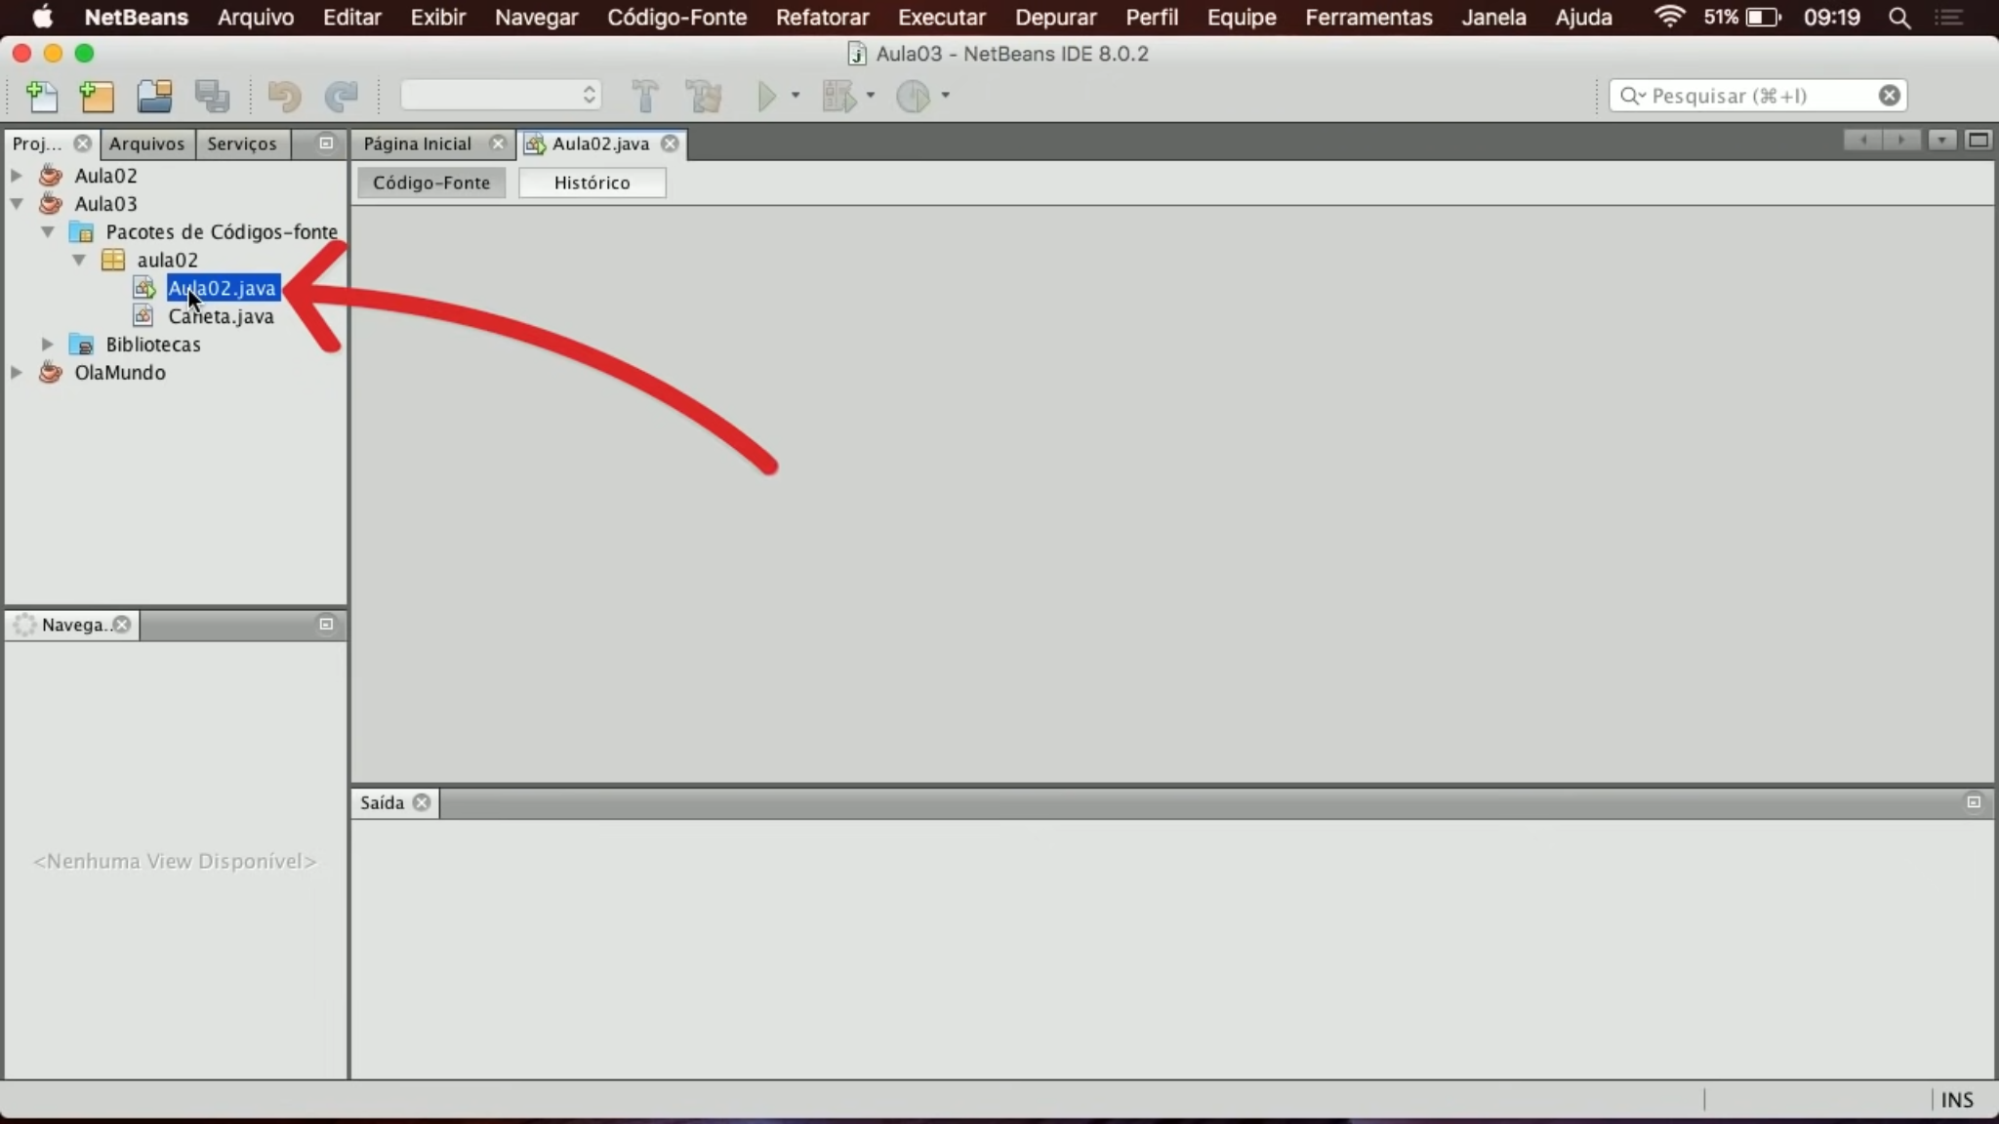 NetBeans Arquivo Editar Exibir Navegar Código-Fonte Refatorar Executar Depurar Perfil Equipe Ferramentas Janela Ajuda 51% 09:19
Aula03 - NetBeans IDE 8.0.2
Pesquisar (⌘+I)
Proj... Arquivos Serviços
Página Inicial Aula02.java
Código-Fonte Histórico
Aula02
Aula03
Pacotes de Códigos-fonte
aula02
Aula02.java
Caneta.java
Bibliotecas
OlaMundo
Navega..
<Nenhuma View Disponível>
Saída
INS